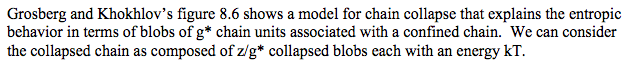 Grosberg and Khokhlov's figure 8.6 shows a model for chain collapse that explains the entropic
behavior in terms of blobs of g* chain units associated with a confined chain.  We can consider
the collapsed chain as composed of z/g* collapsed blobs each with an energy kT.